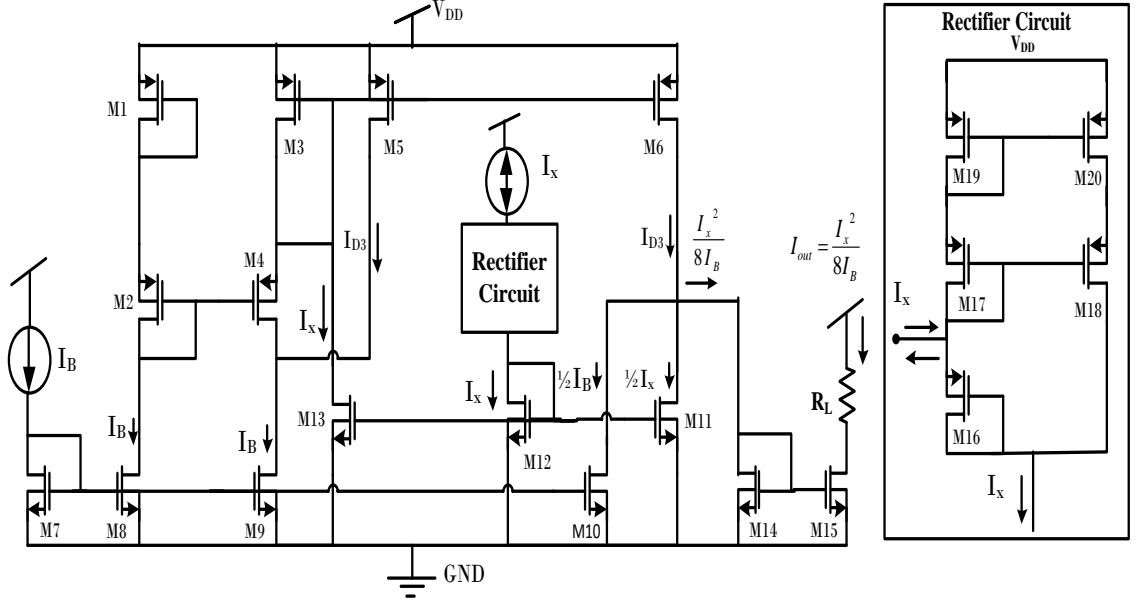 V_DD
M1
M3
M5
M6
I_x
I_D3
Rectifier
Circuit
I_D3
I_x^2 / 8I_B
I_out = I_x^2 / 8I_B
M2
M4
I_x
I_B
I_B
I_B
I_x
½I_B
½I_x
R_L
M13
M12
M11
M7
M8
M9
M10
M14
M15
GND
Rectifier Circuit
V_DD
M19
M20
M17
M18
I_x
M16
I_x